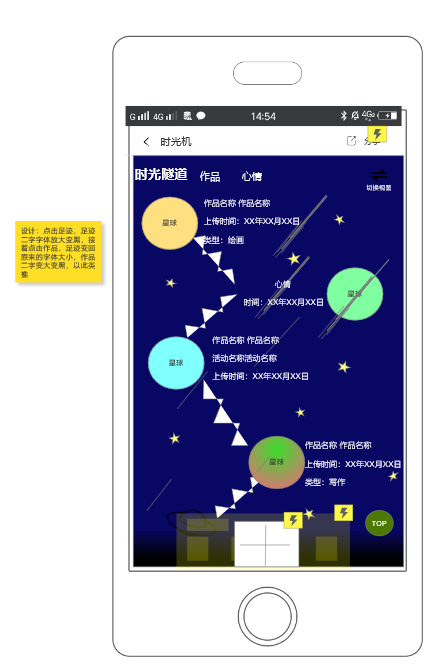 G 4G 14:54 4G2
时光机 分享
时光隧道 作品 心情
切换视图
星球
作品名称 作品名称
上传时间：XX年XX月XX日
类型：绘画
设计：点击足迹，足迹
二字字体放大变黑，接
着点击作品，足迹变回
原来的字体大小，作品
二字变大变黑，以此类
推
心情
时间：XX年XX月XX日
星球
作品名称 作品名称
星球
活动名称活动名称
上传时间：XX年XX月XX日
作品名称 作品名称
星球
上传时间：XX年XX月XX日
类型：写作
TOP